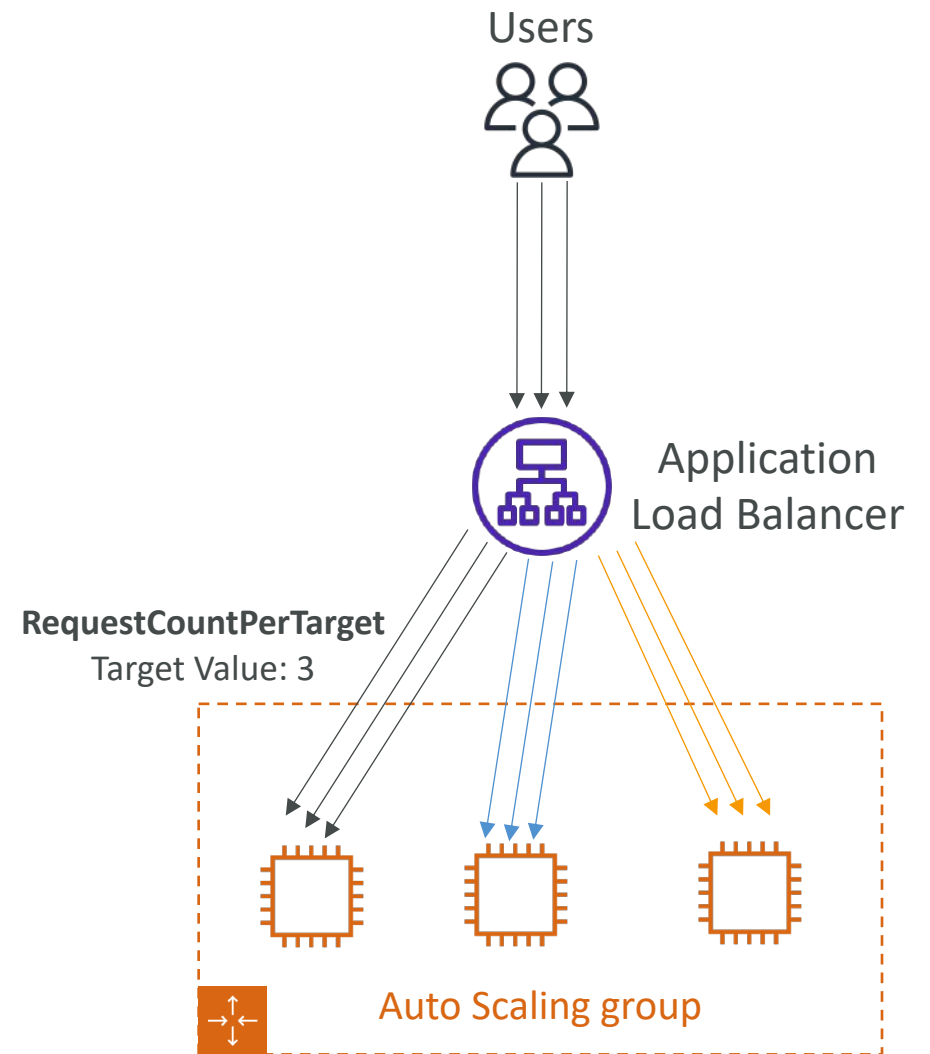 Users
Application
Load Balancer
RequestCountPerTarget
Target Value: 3
Auto Scaling group